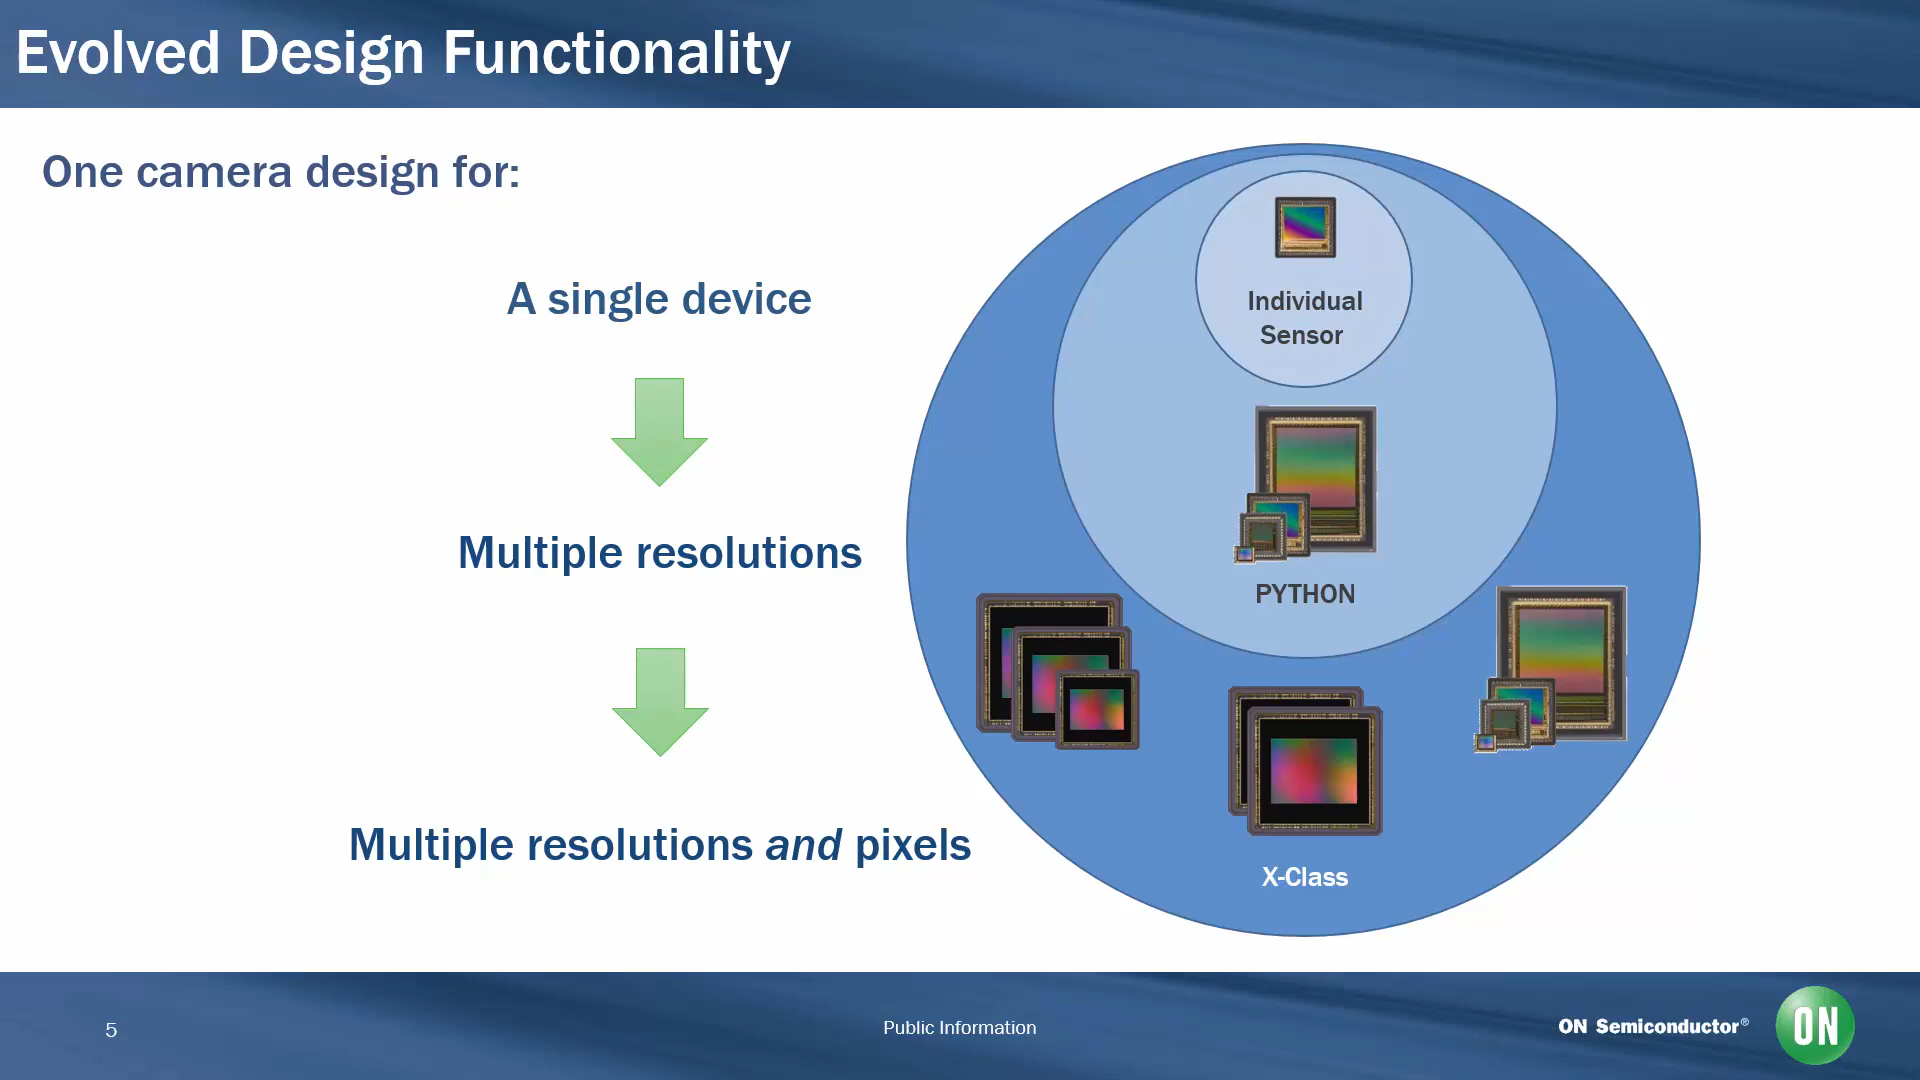 Evolved Design Functionality
One camera design for:
A single device
Multiple resolutions
Multiple resolutions and pixels
Individual
Sensor
PYTHON
X-Class
5
Public Information
ON Semiconductor®
ON